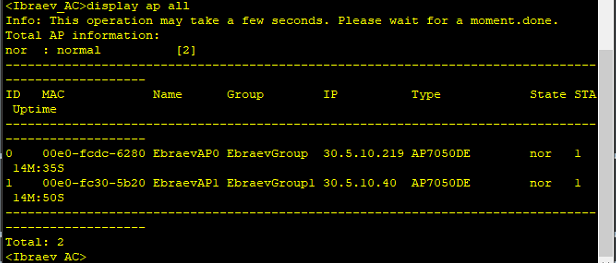 <Ibraev_AC>display ap all
Info: This operation may take a few seconds. Please wait for a moment.done.
Total AP information:
nor  : normal          [2]
--------------------------------------------------------------------------------
-------------------
ID   MAC            Name     Group       IP          Type            State STA
 Uptime
--------------------------------------------------------------------------------
-------------------
0    00e0-fcdc-6280 EbraevAP0 EbraevGroup  30.5.10.219 AP7050DE        nor   1
 14M:35S
1    00e0-fc30-5b20 EbraevAP1 EbraevGroup1 30.5.10.40  AP7050DE        nor   1
 14M:50S
--------------------------------------------------------------------------------
-------------------
Total: 2
<Ibraev AC>